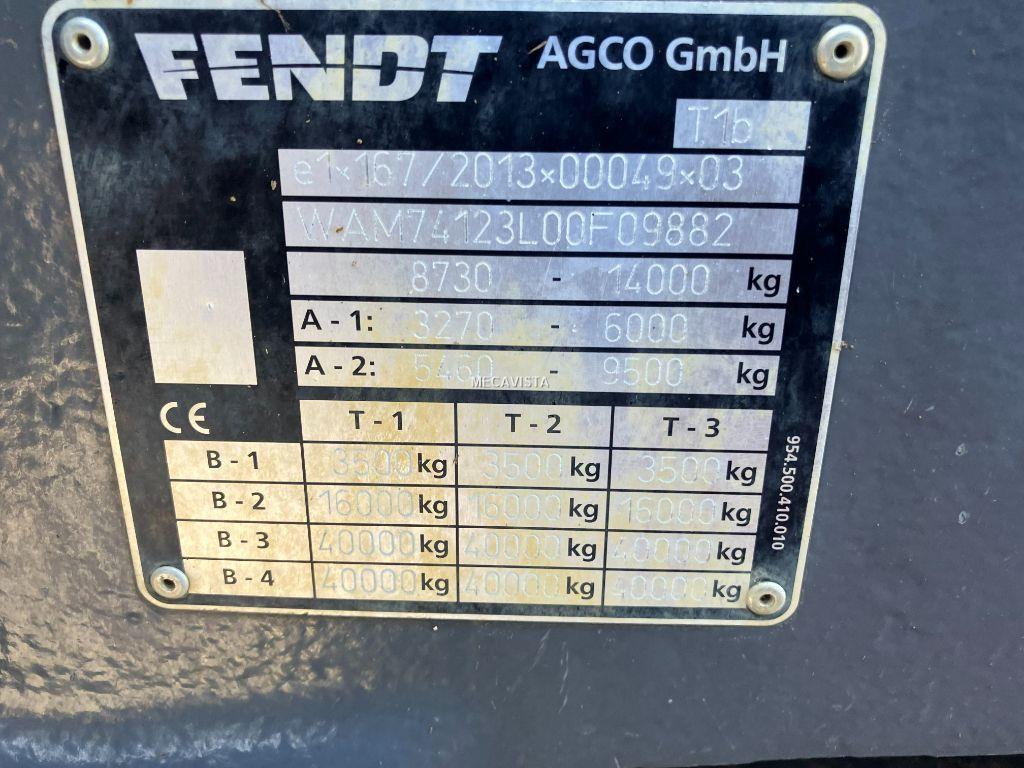 FENDT AGCO GmbH
T1b
e1*167/2013*00049*03
WAM74123L00F09882
8730 - 14000 kg
A - 1: 3270 - 6000 kg
A - 2: 5460 - 9500 kg
MECAVISTA
CE T - 1 T - 2 T - 3
B - 1 3500 kg 3500 kg 3500 kg
B - 2 16000 kg 16000 kg 16000 kg
B - 3 40000 kg 40000 kg 40000 kg
B - 4 40000 kg 40000 kg 40000 kg
954.500.410.010